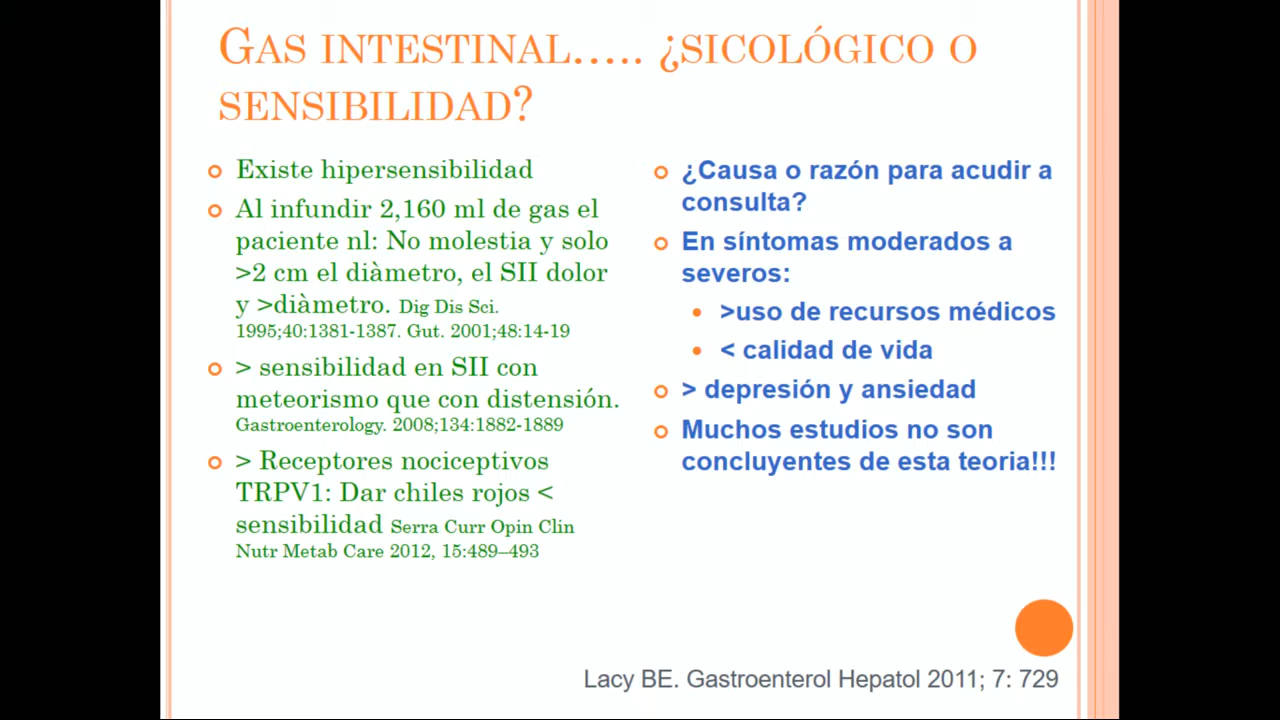 GAS INTESTINAL….. ¿SICOLÓGICO O
SENSIBILIDAD?
Existe hipersensibilidad
Al infundir 2,160 ml de gas el
paciente nl: No molestia y solo
>2 cm el diàmetro, el SII dolor
y >diàmetro. Dig Dis Sci.
1995;40:1381-1387. Gut. 2001;48:14-19
> sensibilidad en SII con
meteorismo que con distensión.
Gastroenterology. 2008;134:1882-1889
> Receptores nociceptivos
TRPV1: Dar chiles rojos <
sensibilidad Serra Curr Opin Clin
Nutr Metab Care 2012, 15:489–493
¿Causa o razón para acudir a
consulta?
En síntomas moderados a
severos:
>uso de recursos médicos
< calidad de vida
> depresión y ansiedad
Muchos estudios no son
concluyentes de esta teoria!!!
Lacy BE. Gastroenterol Hepatol 2011; 7: 729